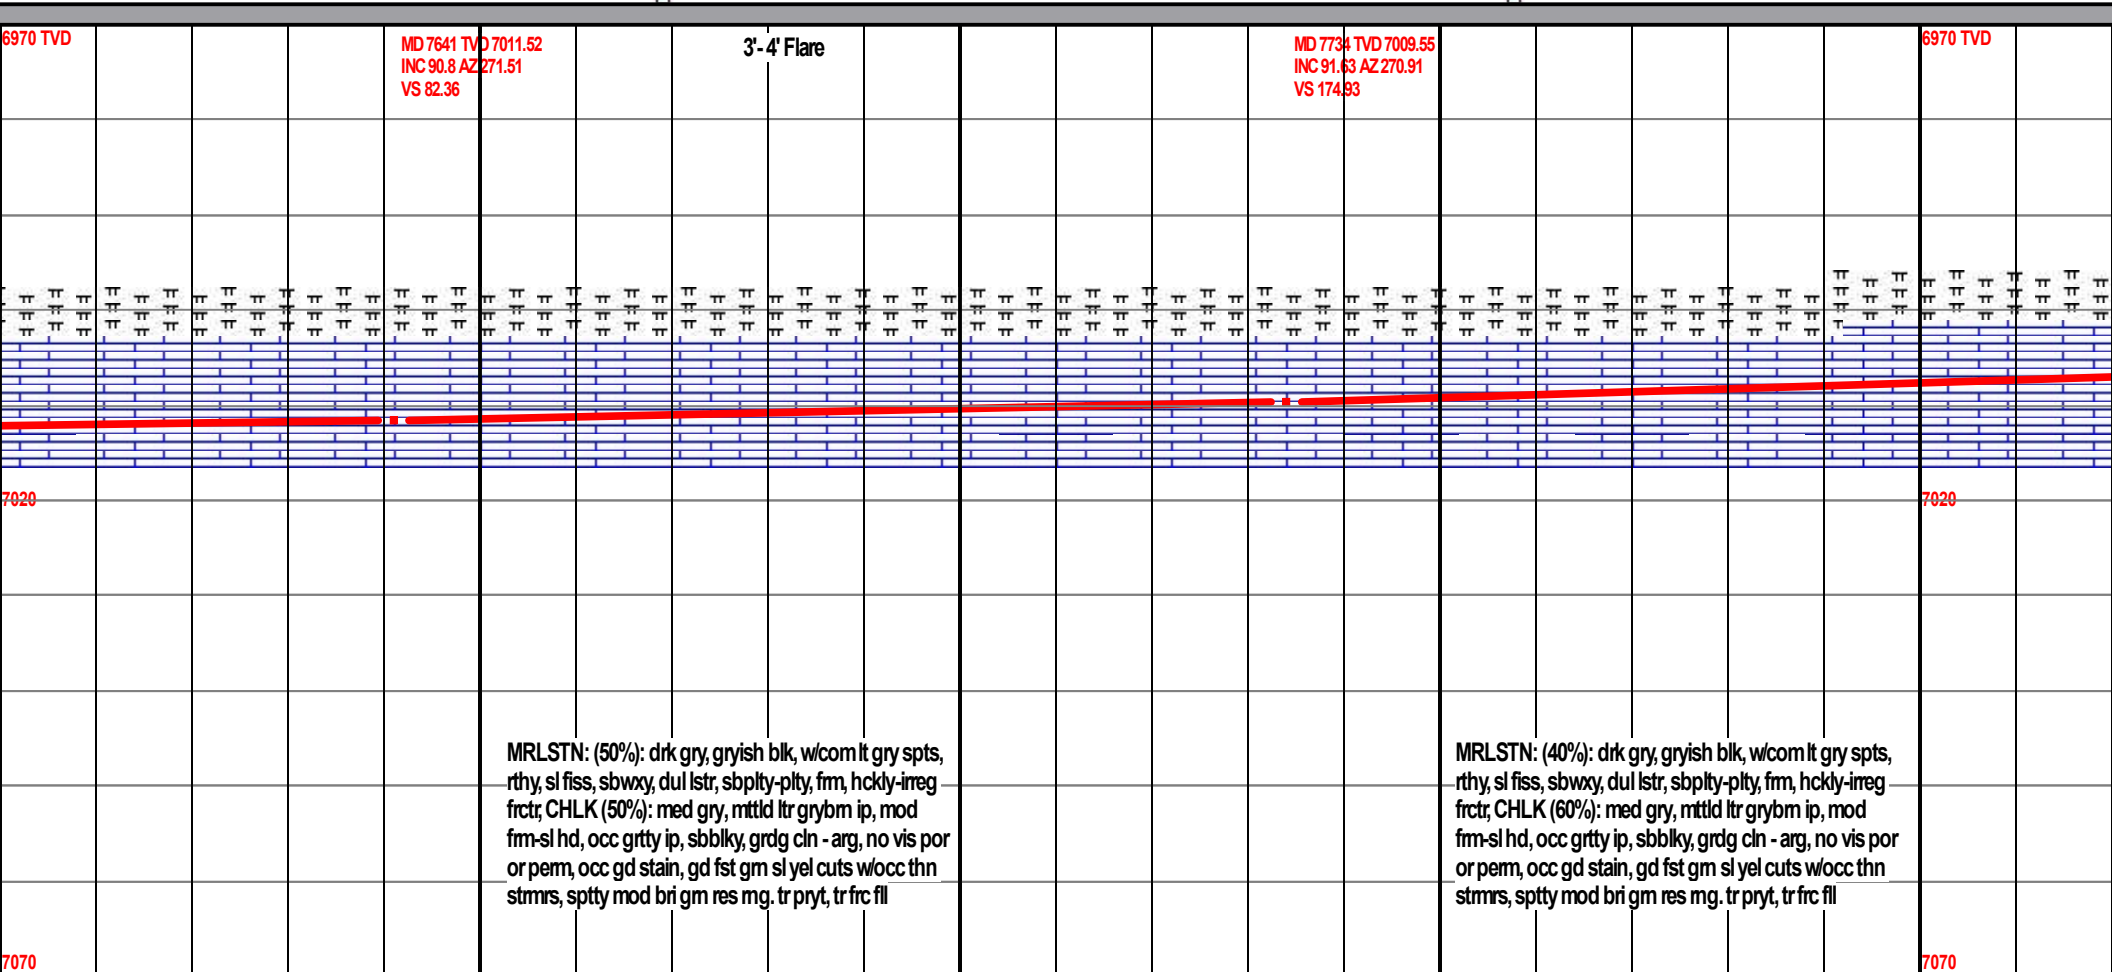 6970 TVD
MD 7641 TVD 7011.52
INC 90.8 AZ 271.51
VS 82.36
3'- 4' Flare
MD 7734 TVD 7009.55
INC 91.63 AZ 270.91
VS 174.93
6970 TVD
7020
7020
MRLSTN: (50%): drk gry, gryish blk, w/com lt gry spts,
rthy, sl fiss, sbwxy, dul lstr, sbplty-plty, frm, hckly-irreg
frctr, CHLK (50%): med gry, mttld ltr grybrn ip, mod
frm-sl hd, occ grtty ip, sbblky, grdg cln - arg, no vis por
or perm, occ gd stain, gd fst grn sl yel cuts w/occ thn
strmrs, sptty mod bri grn res rng. tr pryt, tr frc fll
MRLSTN: (40%): drk gry, gryish blk, w/com lt gry spts,
rthy, sl fiss, sbwxy, dul lstr, sbplty-plty, frm, hckly-irreg
frctr, CHLK (60%): med gry, mttld ltr grybrn ip, mod
frm-sl hd, occ grtty ip, sbblky, grdg cln - arg, no vis por
or perm, occ gd stain, gd fst grn sl yel cuts w/occ thn
strmrs, sptty mod bri grn res rng. tr pryt, tr frc fll
7070
7070